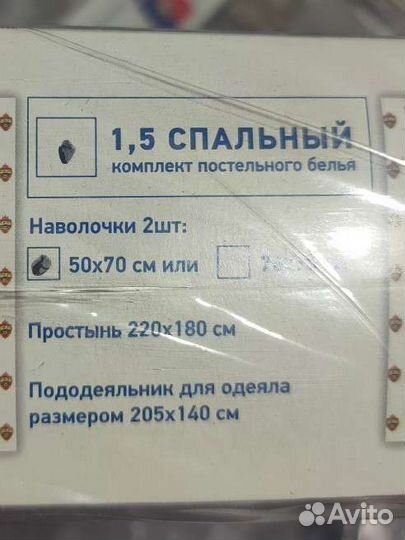 1,5 СПАЛЬНЫЙ
комплект постельного белья
Наволочки 2шт:
50х70 см или
Простынь 220х180 см
Пододеяльник для одеяла
размером 205х140 см
Avito